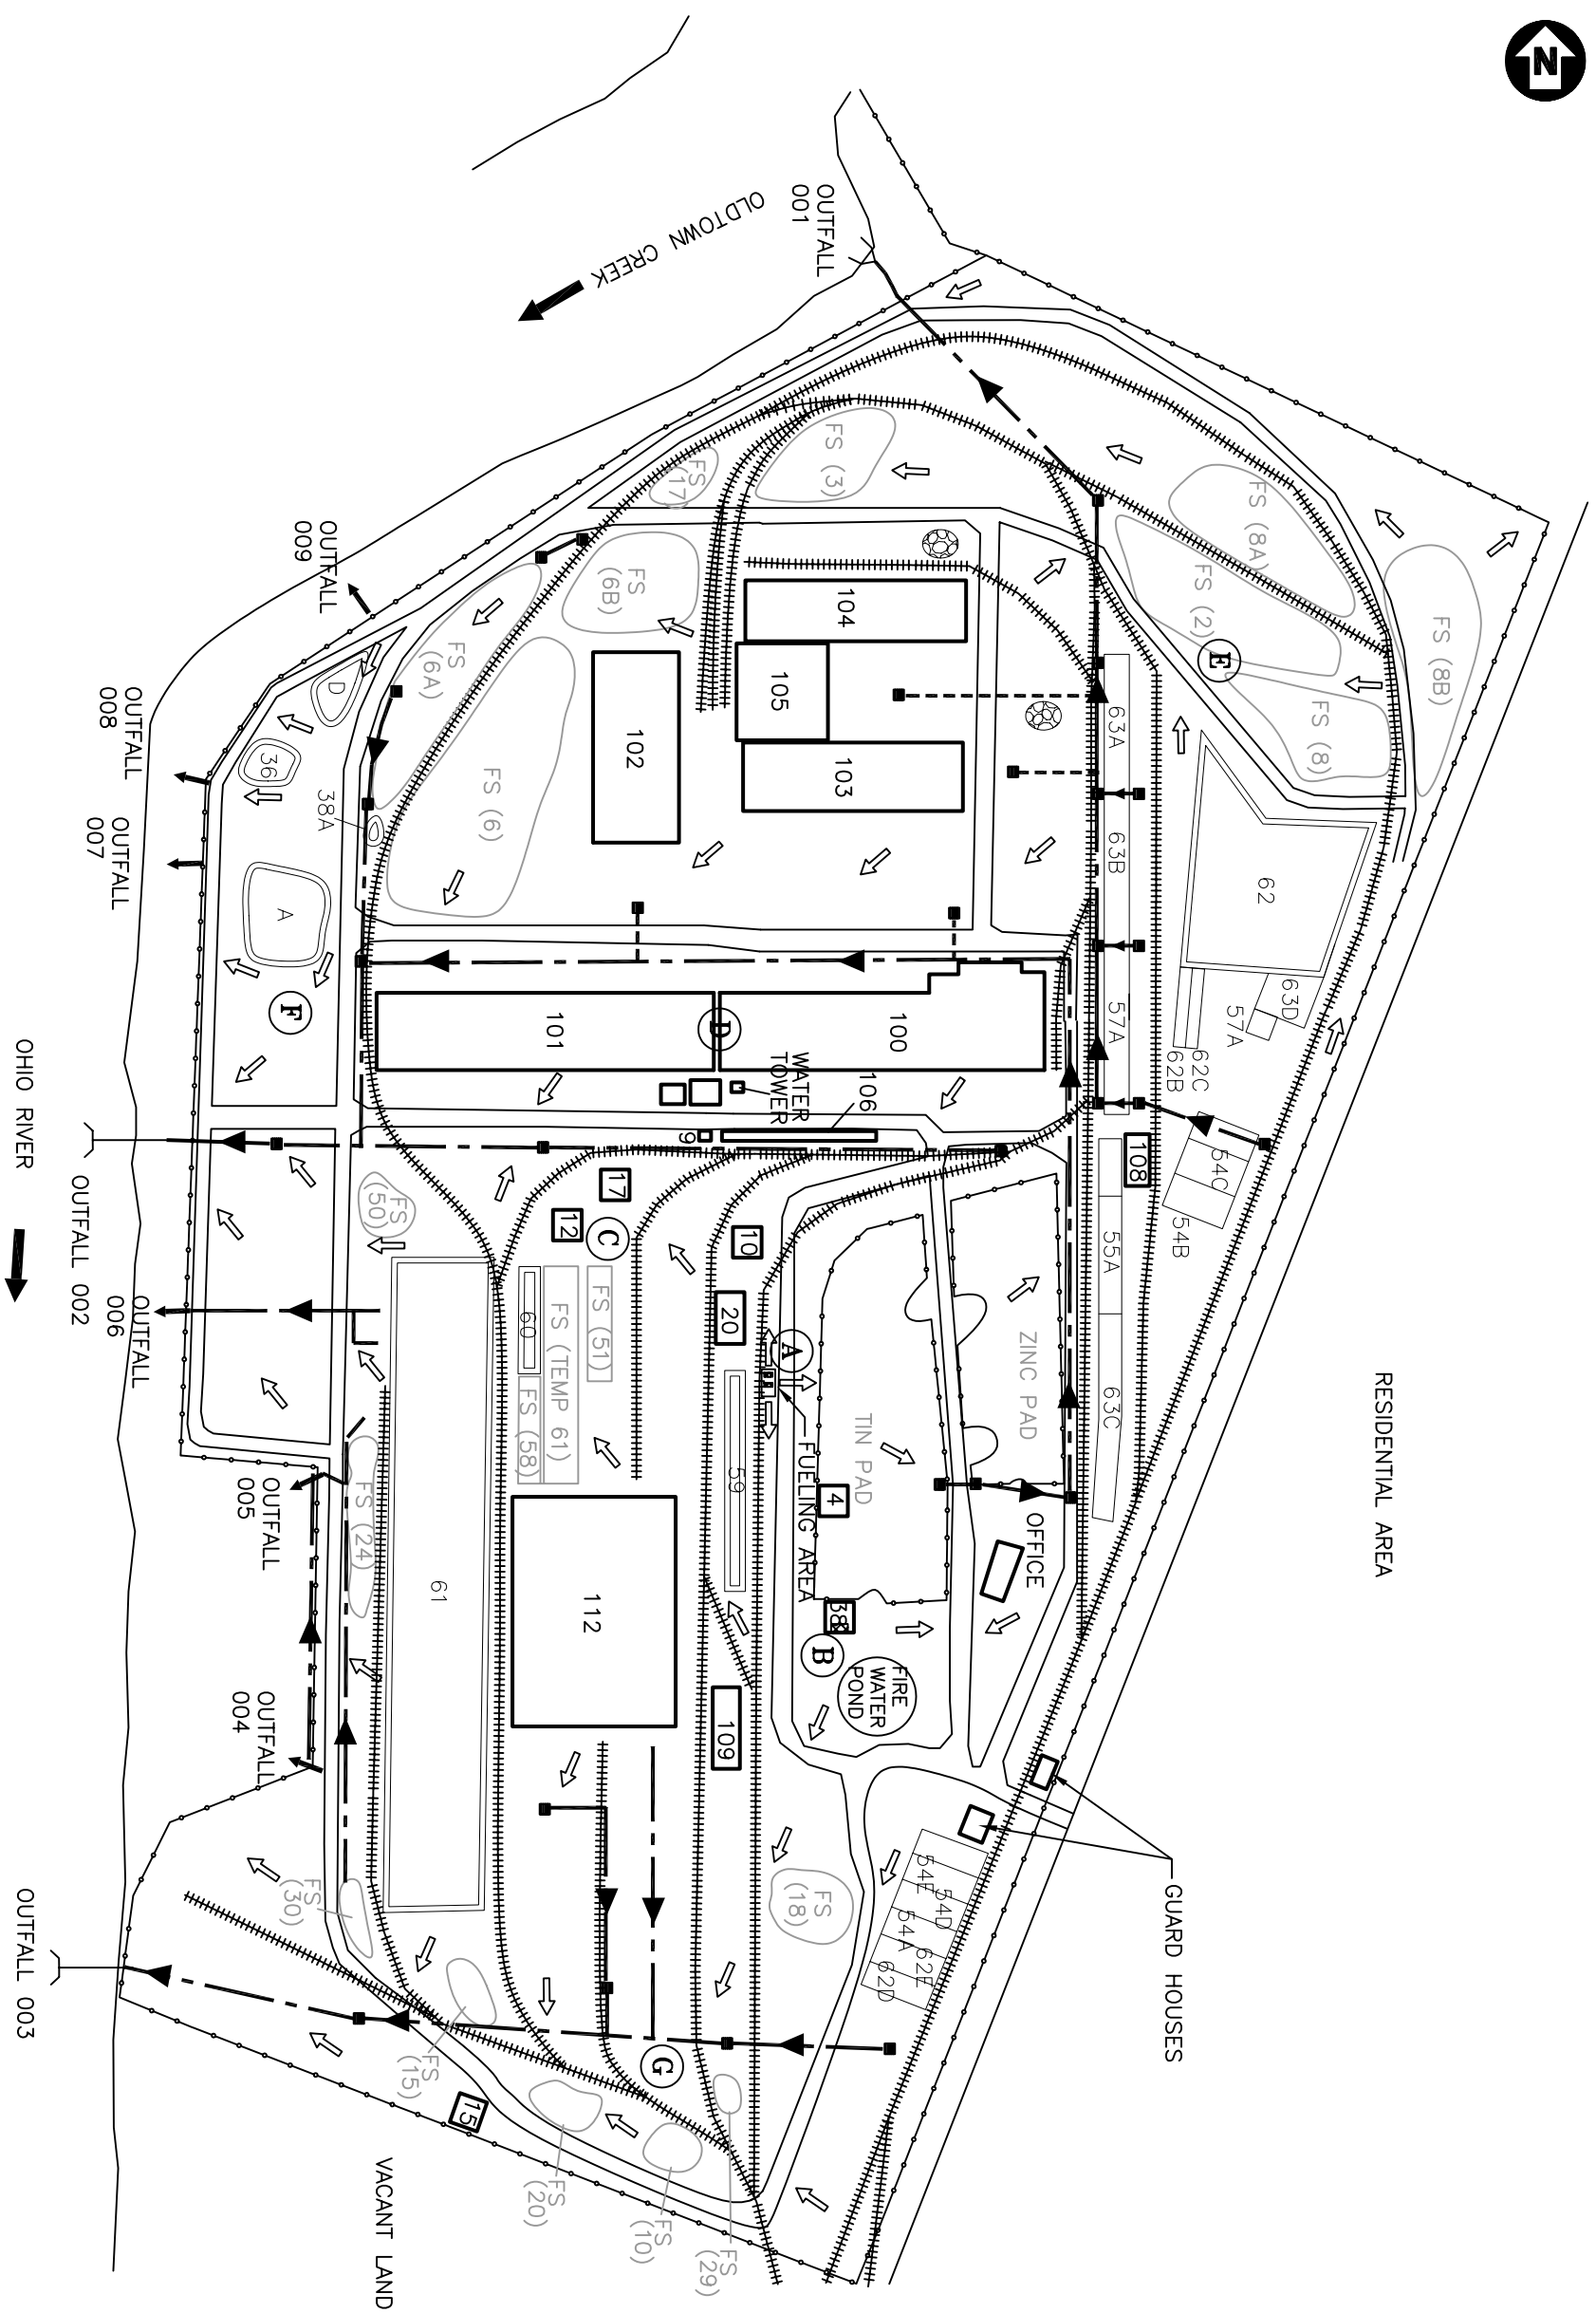 N
OUTFALL
001
OLDTOWN CREEK
FS
(3)
FS
(17)
FS
(8A)
FS
(2)
FS
(8)
FS (8B)
E
FS
(6B)
FS
(6A)
FS
(6)
104
105
103
102
OUTFALL
009
OUTFALL
008
OUTFALL
007
D
36
38A
A
F
63A
63B
57A
62
63D
57A
62C
62B
54C
54B
108
55A
63C
101
D
100
WATER
TOWER
106
9
OHIO RIVER
OUTFALL 002
OUTFALL
006
FS
(50)
17
12
C
10
20
A
FUELING AREA
60
FS (58)
FS (TEMP 61)
FS (51)
59
TIN PAD
ZINC PAD
4
OFFICE
38
B
FIRE
WATER
POND
RESIDENTIAL AREA
OUTFALL
005
FS (24)
61
112
109
OUTFALL
004
GUARD HOUSES
54E
54D
54A
62E
62D
FS
(18)
FS
(30)
FS
(15)
G
15
FS
(20)
FS
(10)
FS
(29)
OUTFALL 003
VACANT LAND